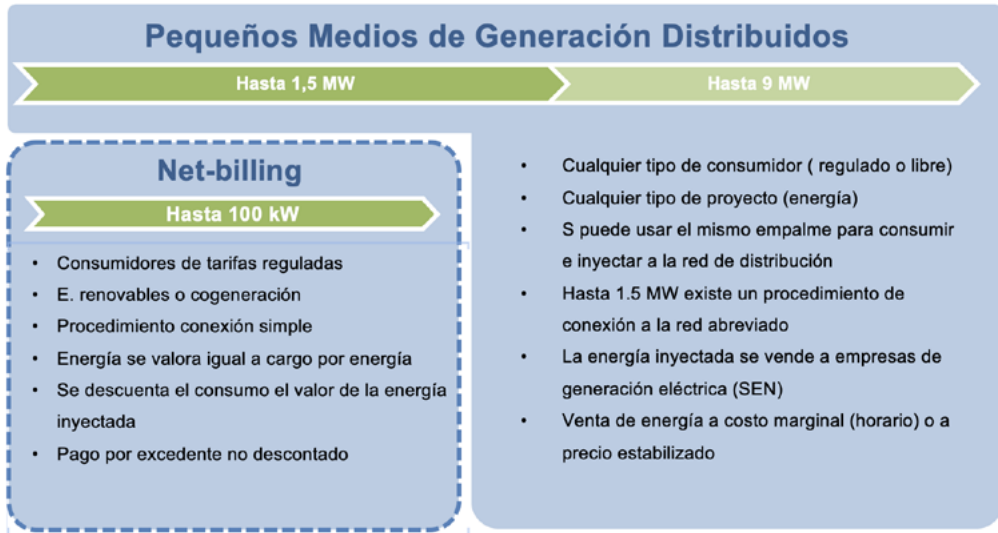 Pequeños Medios de Generación Distribuidos
Hasta 1,5 MW
Hasta 9 MW
Net-billing
Hasta 100 kW
• Consumidores de tarifas reguladas
• E. renovables o cogeneración
• Procedimiento conexión simple
• Energía se valora igual a cargo por energía
• Se descuenta el consumo el valor de la energía
inyectada
• Pago por excedente no descontado
• Cualquier tipo de consumidor ( regulado o libre)
• Cualquier tipo de proyecto (energía)
• S puede usar el mismo empalme para consumir
e inyectar a la red de distribución
• Hasta 1.5 MW existe un procedimiento de
conexión a la red abreviado
• La energía inyectada se vende a empresas de
generación eléctrica (SEN)
• Venta de energía a costo marginal (horario) o a
precio estabilizado